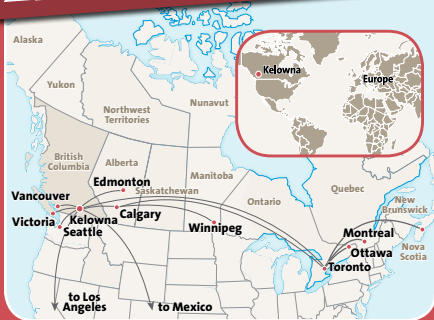 Alaska
Yukon
Northwest
Territories
Nunavut
Kelowna
Europe
British
Columbia
Alberta
Saskatchewan
Manitoba
Ontario
Quebec
New
Brunswick
Nova
Scotia
Edmonton
Vancouver
Victoria
Kelowna
Seattle
Calgary
Winnipeg
Montreal
Ottawa
Toronto
to Los
Angeles
to Mexico